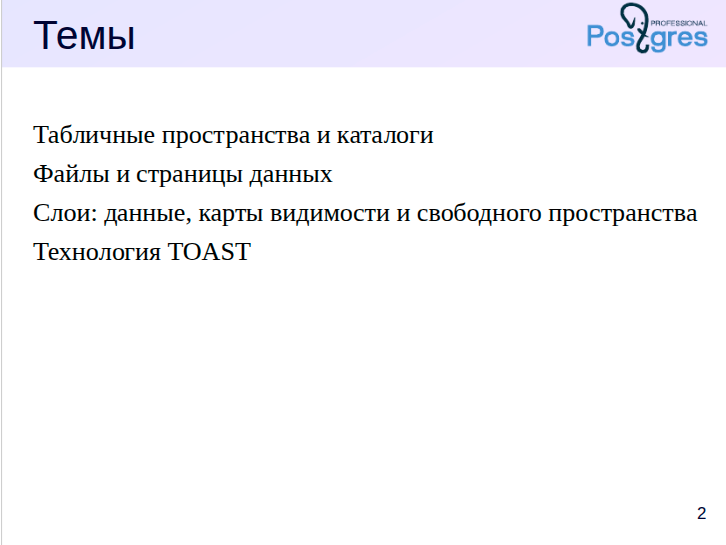 Темы
PROFESSIONAL
Postgres
Табличные пространства и каталоги
Файлы и страницы данных
Слои: данные, карты видимости и свободного пространства
Технология TOAST
2